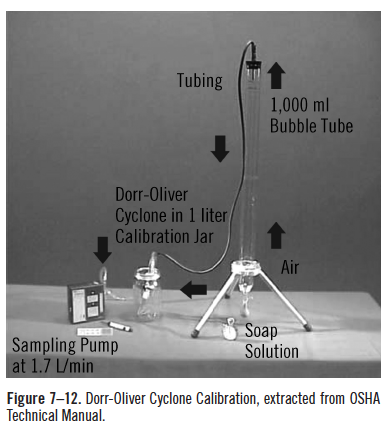 Tubing
1,000 ml
Bubble Tube
Dorr-Oliver
Cyclone in 1 liter
Calibration Jar
Air
Sampling Pump
at 1.7 L/min
Soap
Solution
Figure 7–12. Dorr-Oliver Cyclone Calibration, extracted from OSHA
Technical Manual.